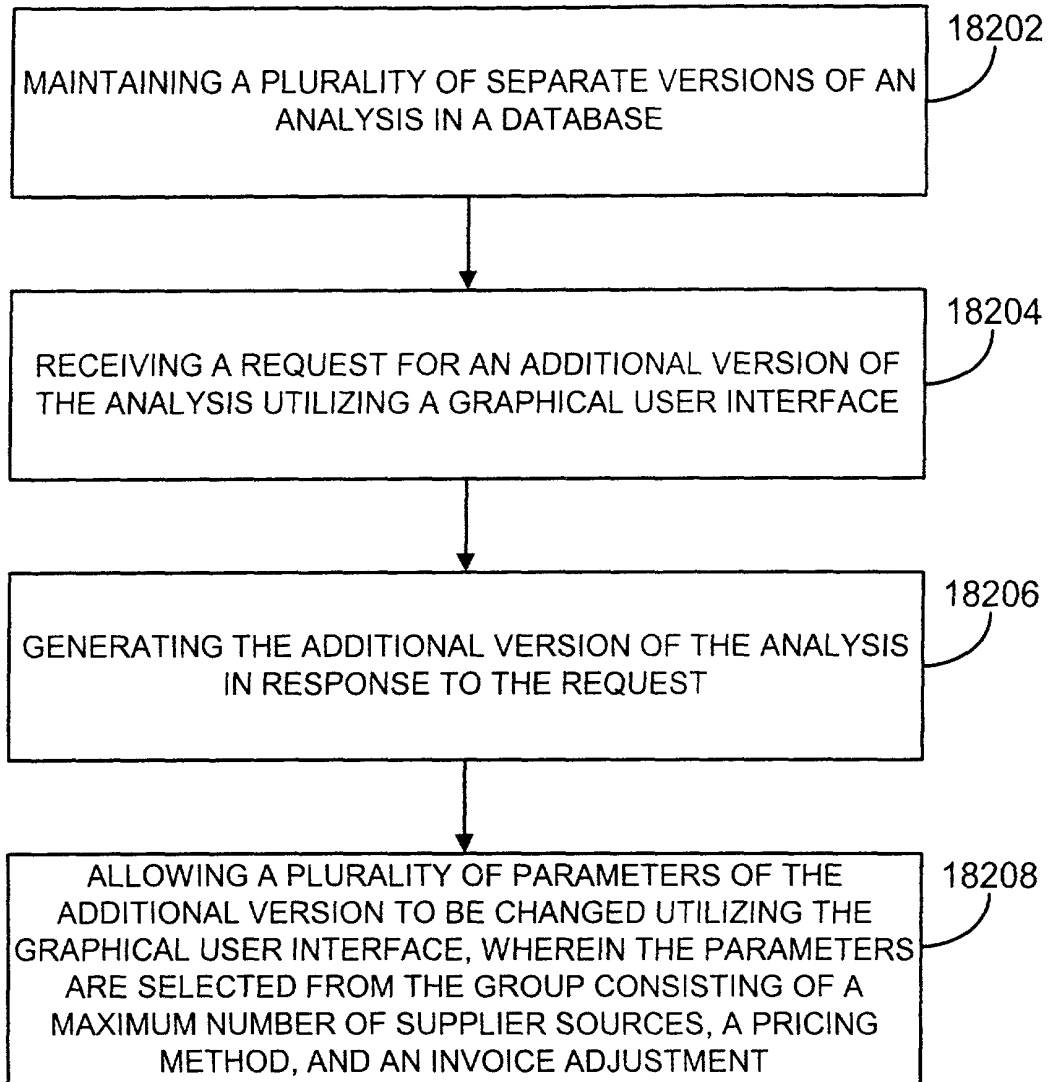 18202
MAINTAINING A PLURALITY OF SEPARATE VERSIONS OF AN
ANALYSIS IN A DATABASE
18204
RECEIVING A REQUEST FOR AN ADDITIONAL VERSION OF
THE ANALYSIS UTILIZING A GRAPHICAL USER INTERFACE
18206
GENERATING THE ADDITIONAL VERSION OF THE ANALYSIS
IN RESPONSE TO THE REQUEST
18208
ALLOWING A PLURALITY OF PARAMETERS OF THE
ADDITIONAL VERSION TO BE CHANGED UTILIZING THE
GRAPHICAL USER INTERFACE, WHEREIN THE PARAMETERS
ARE SELECTED FROM THE GROUP CONSISTING OF A
MAXIMUM NUMBER OF SUPPLIER SOURCES, A PRICING
METHOD, AND AN INVOICE ADJUSTMENT